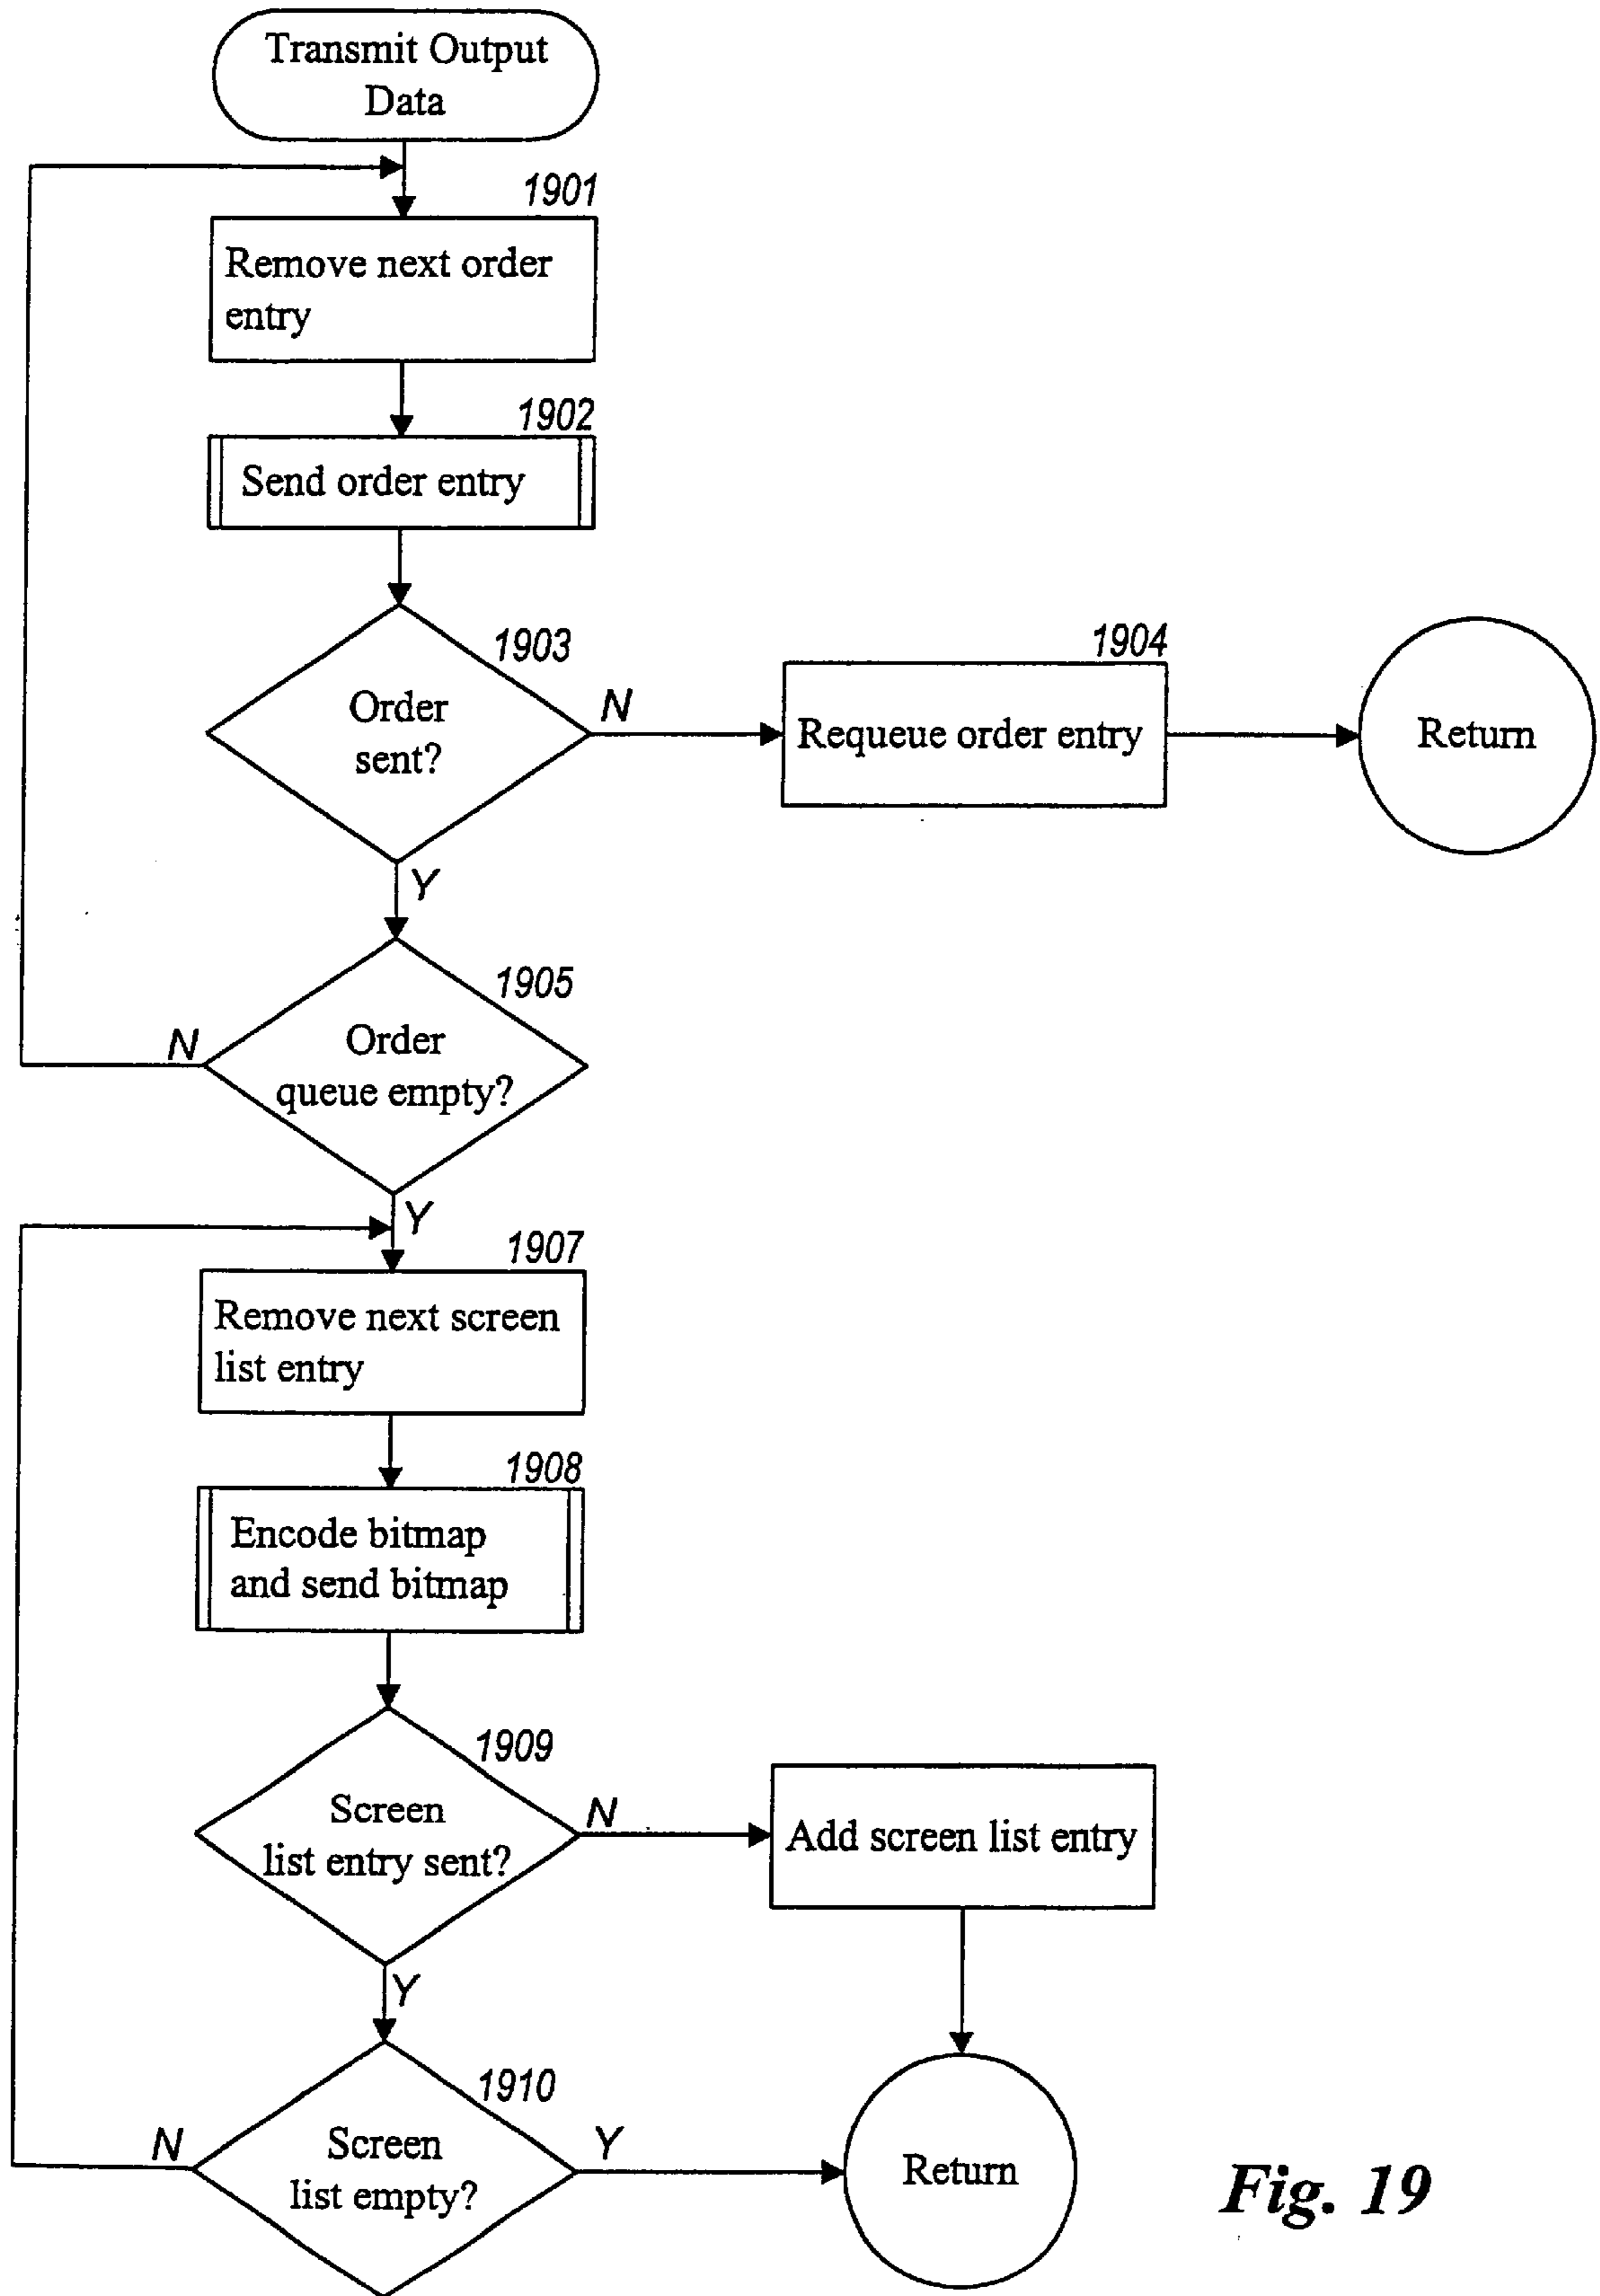 Transmit Output
Data
1901
Remove next order
entry
1902
Send order entry
1903
Order
sent?
N
1904
Requeue order entry
Return
Y
1905
Order
queue empty?
N
Y
1907
Remove next screen
list entry
1908
Encode bitmap
and send bitmap
1909
Screen
list entry sent?
N
Add screen list entry
Y
1910
Screen
list empty?
N
Y
Return
Fig. 19